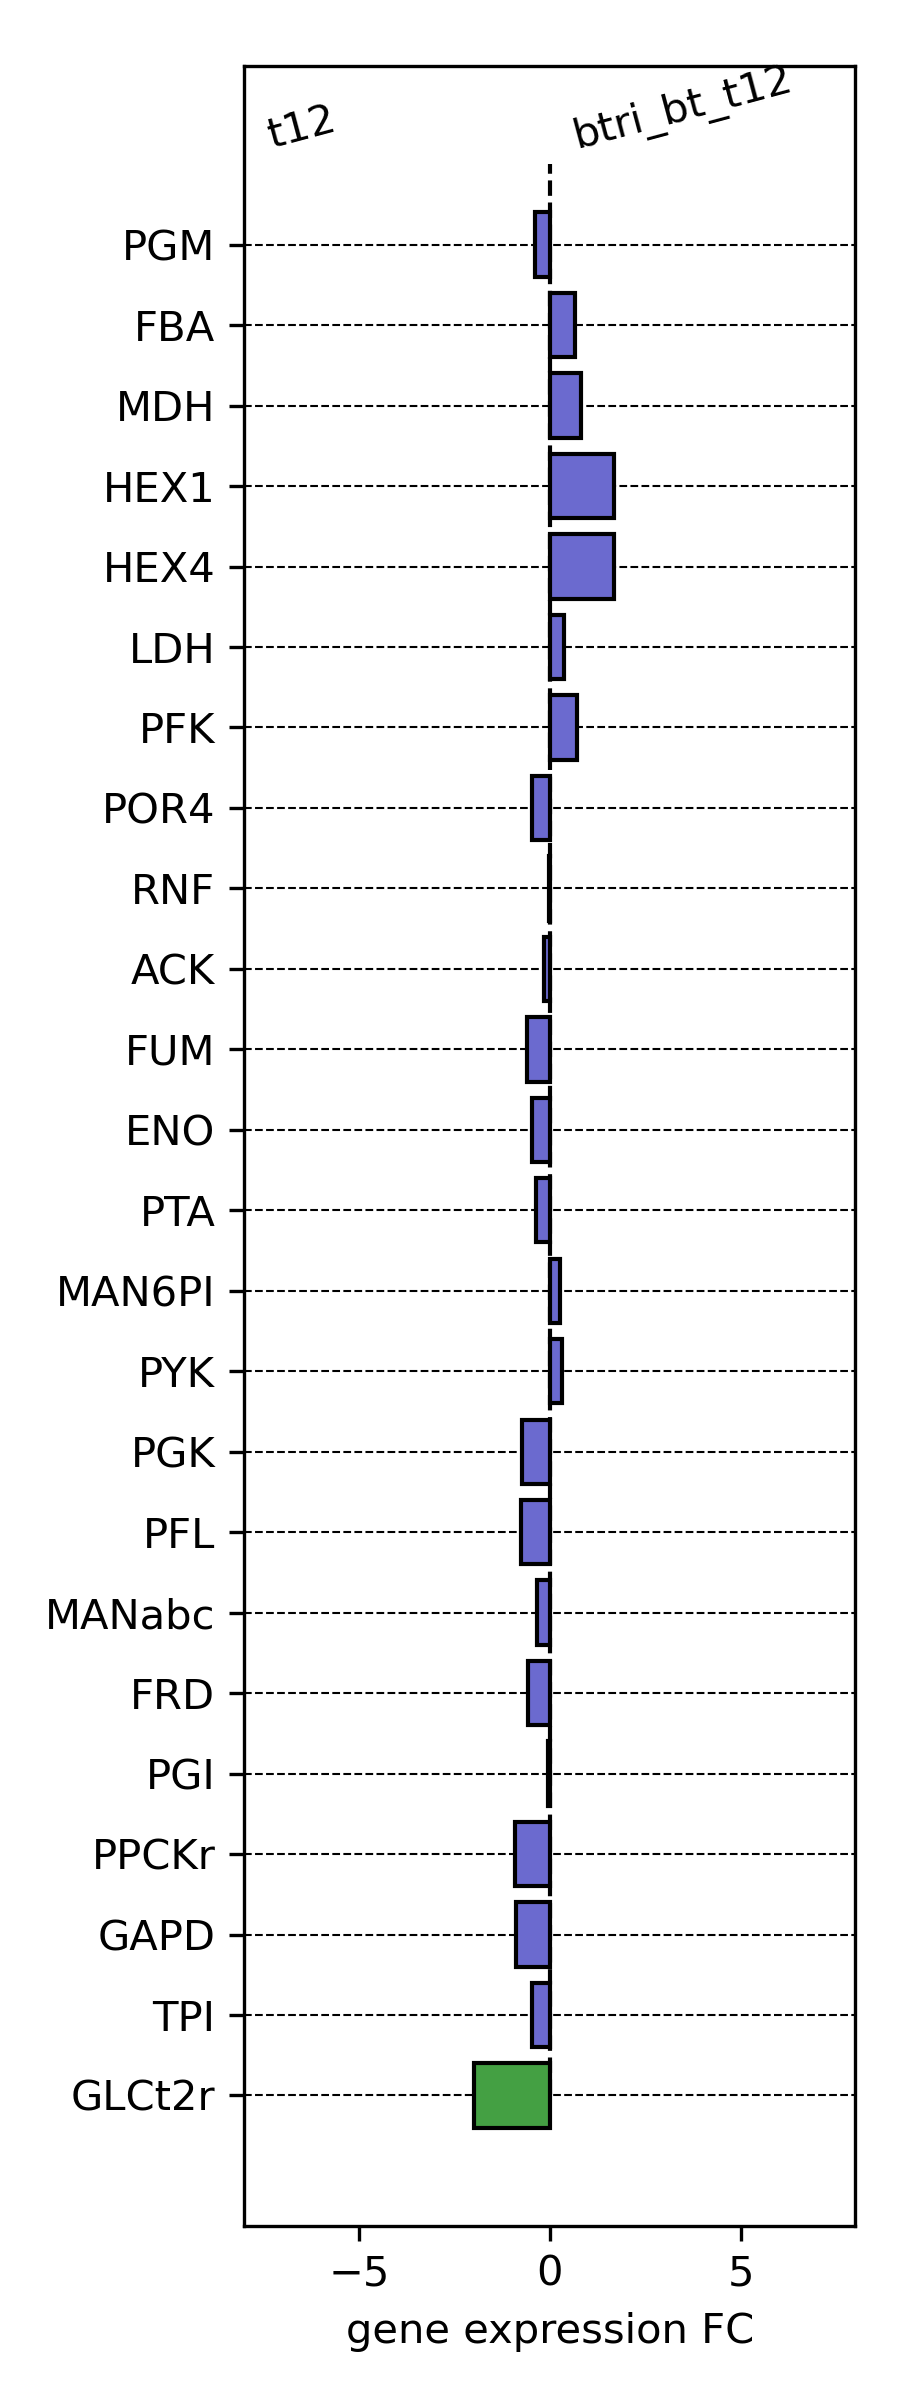 t12
btri_bt_t12
PGM
FBA
MDH
HEX1
HEX4
LDH
PFK
POR4
RNF
ACK
FUM
ENO
PTA
MAN6PI
PYK
PGK
PFL
MANabc
FRD
PGI
PPCKr
GAPD
TPI
GLCt2r
−5 0 5
gene expression FC